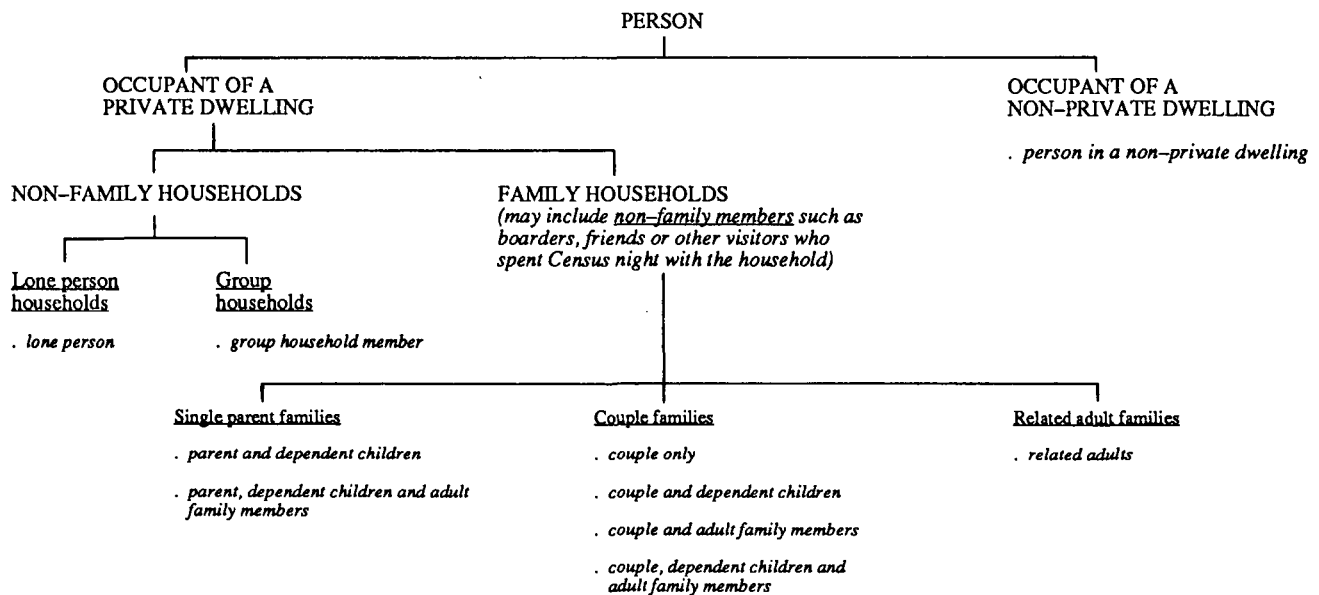 PERSON
OCCUPANT OF A
PRIVATE DWELLING
OCCUPANT OF A
NON–PRIVATE DWELLING
. person in a non–private dwelling
NON–FAMILY HOUSEHOLDS
FAMILY HOUSEHOLDS
(may include non–family members such as
boarders, friends or other visitors who
spent Census night with the household)
Lone person
households
. lone person
Group
households
. group household member
Single parent families
. parent and dependent children
. parent, dependent children and adult
family members
Couple families
. couple only
. couple and dependent children
. couple and adult family members
. couple, dependent children and
adult family members
Related adult families
. related adults